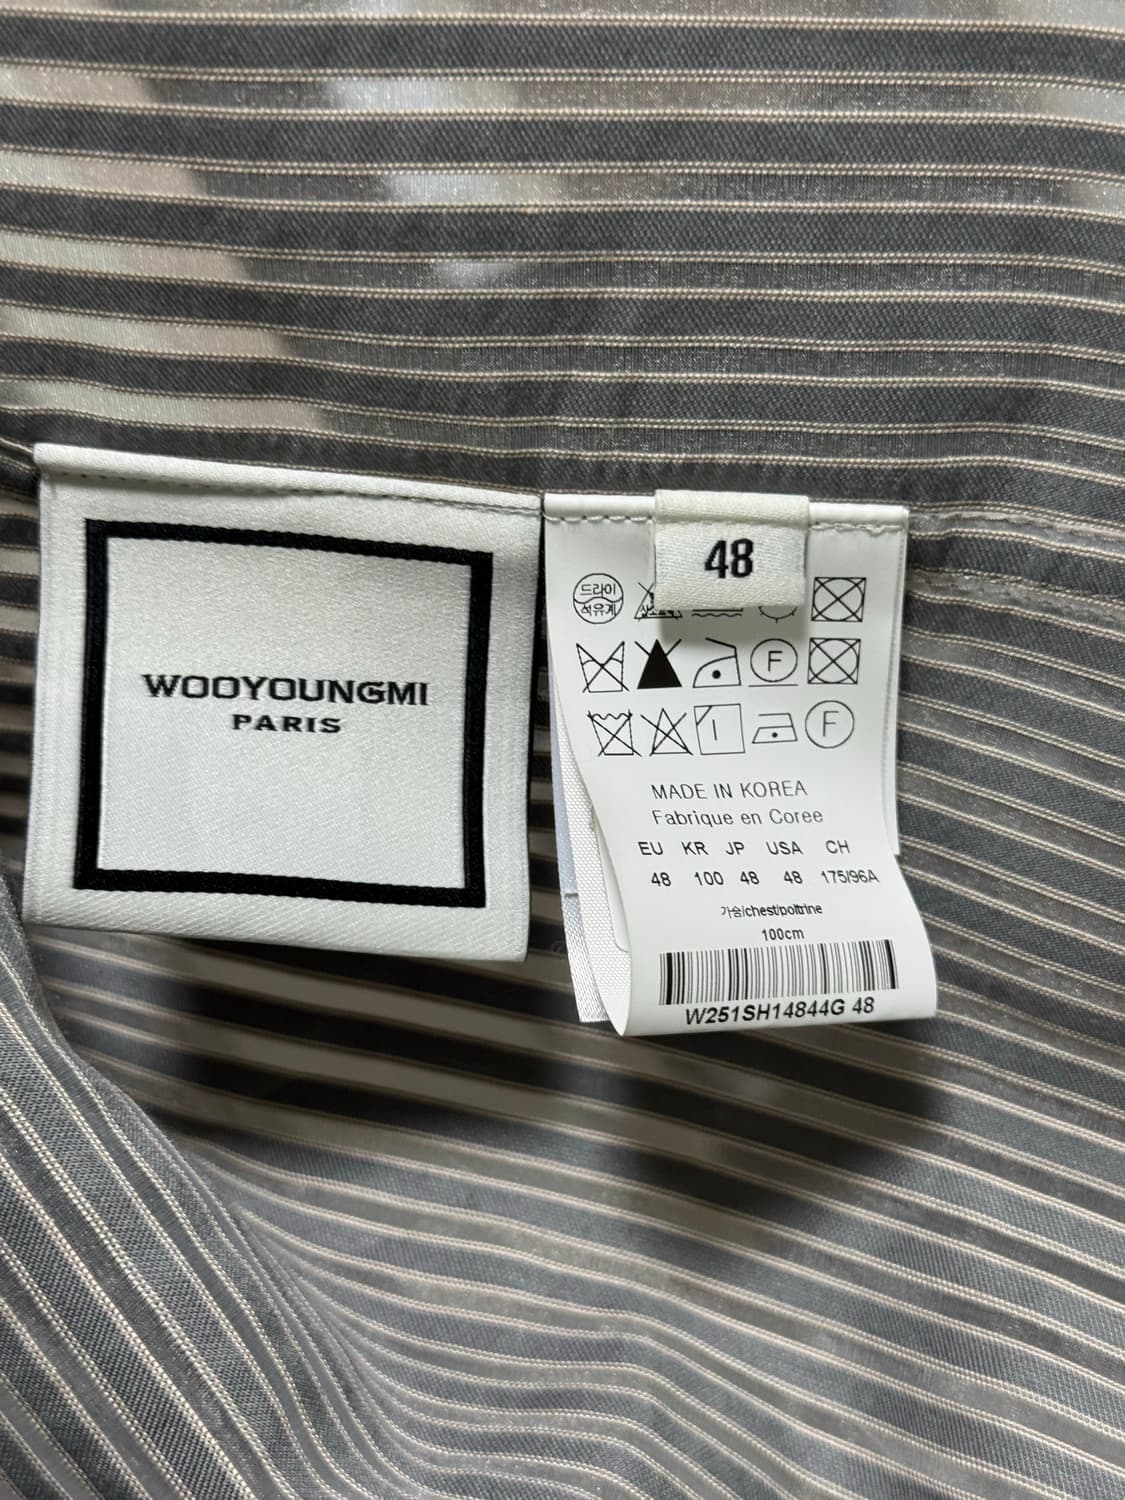 WOOYOUNGMI
PARIS
48
드라이
석유계
F
F
MADE IN KOREA
Fabrique en Coree
EU KR JP USA CH
48 100 48 48 175/96A
가슴/chest/poitrine
100cm
W251SH14844G 48